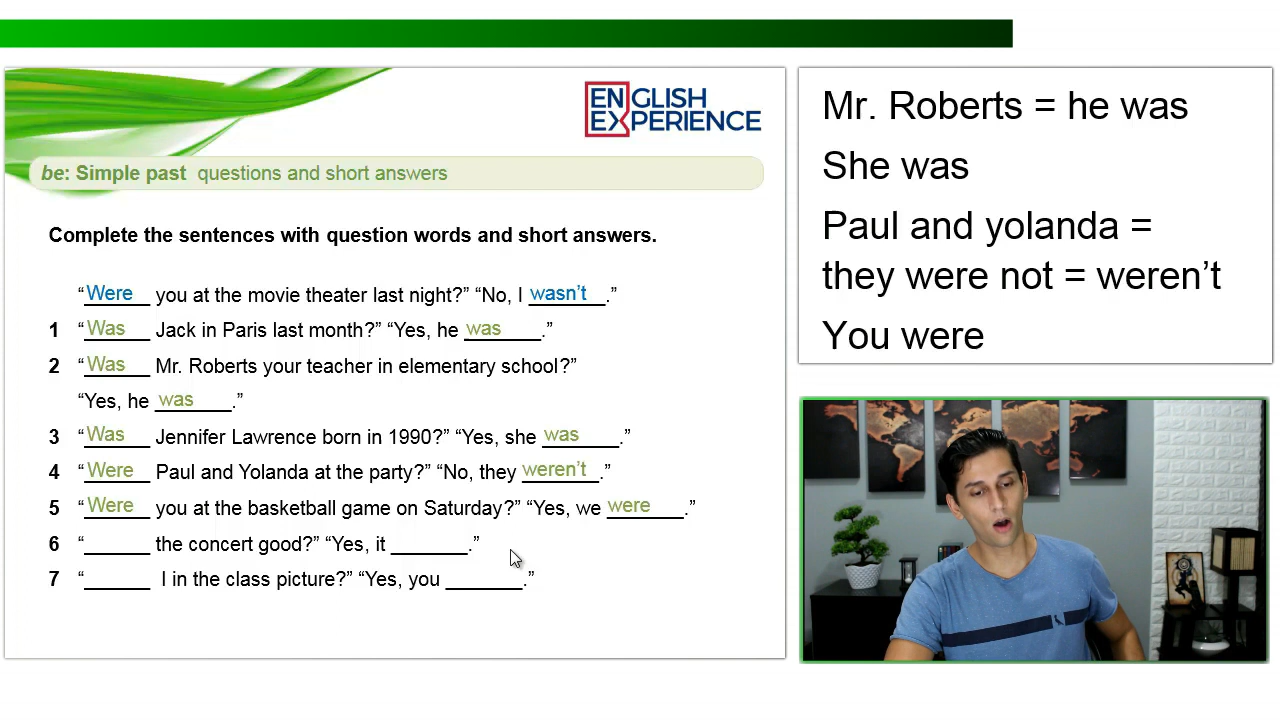 ENGLISH
EXPERIENCE
be: Simple past questions and short answers
Complete the sentences with question words and short answers.
“Were you at the movie theater last night?” “No, I wasn’t.”
1 “Was Jack in Paris last month?” “Yes, he was.”
2 “Was Mr. Roberts your teacher in elementary school?”
“Yes, he was.”
3 “Was Jennifer Lawrence born in 1990?” “Yes, she was.”
4 “Were Paul and Yolanda at the party?” “No, they weren’t.”
5 “Were you at the basketball game on Saturday?” “Yes, we were.”
6 “______ the concert good?” “Yes, it _______.”
7 “______ I in the class picture?” “Yes, you _______.”
Mr. Roberts = he was
She was
Paul and yolanda =
they were not = weren’t
You were